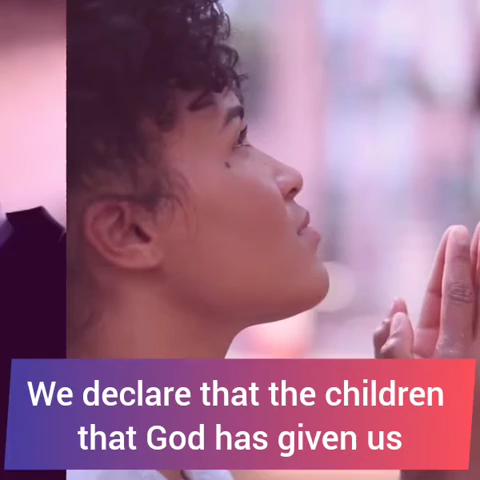 We declare that the children
that God has given us